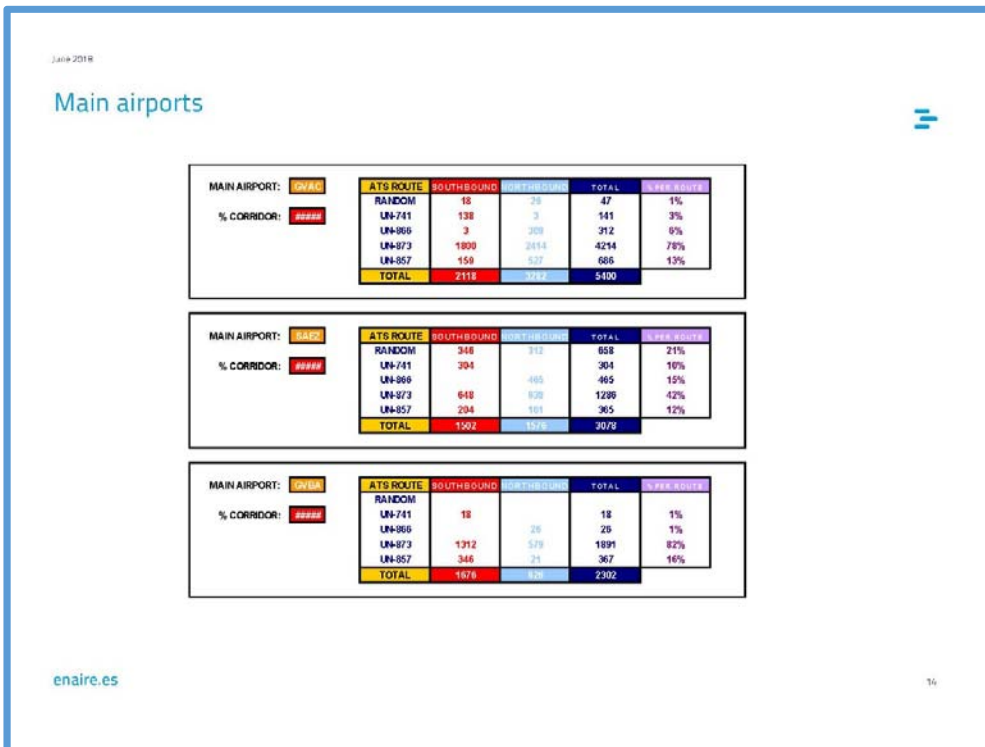 June 2018
Main airports
MAIN AIRPORT: GVAC
% CORRIDOR: #####
ATS ROUTE SOUTHBOUND NORTHBOUND TOTAL % PER ROUTE
RANDOM 18 29 47 1%
UN-741 138 3 141 3%
UN-866 3 309 312 6%
UN-873 1800 2414 4214 78%
UN-857 159 527 686 13%
TOTAL 2118 3282 5400
MAIN AIRPORT: SAEZ
% CORRIDOR: #####
ATS ROUTE SOUTHBOUND NORTHBOUND TOTAL % PER ROUTE
RANDOM 346 312 658 21%
UN-741 304 304 10%
UN-866 465 465 15%
UN-873 648 638 1286 42%
UN-857 204 161 365 12%
TOTAL 1502 1576 3078
MAIN AIRPORT: GVBA
% CORRIDOR: #####
ATS ROUTE SOUTHBOUND NORTHBOUND TOTAL % PER ROUTE
RANDOM
UN-741 18 18 1%
UN-866 26 26 1%
UN-873 1312 579 1891 82%
UN-857 346 21 367 16%
TOTAL 1676 626 2302
enaire.es
14